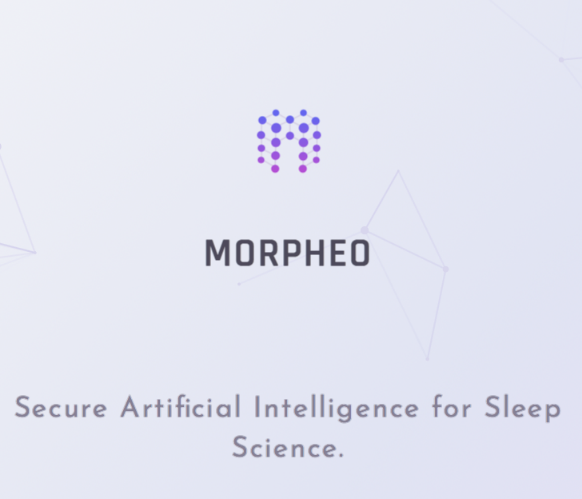 MORPHEO
Secure Artificial Intelligence for Sleep
Science.